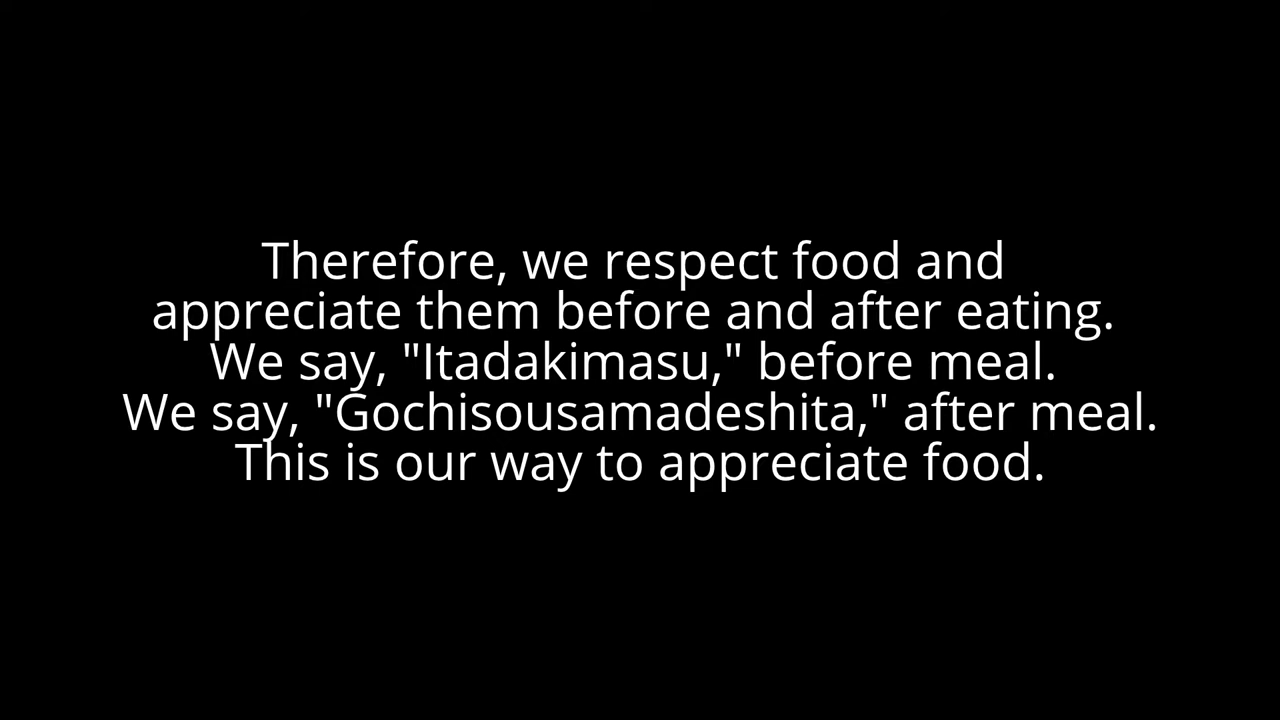 Therefore, we respect food and
appreciate them before and after eating.
We say, "Itadakimasu," before meal.
We say, "Gochisousamadeshita," after meal.
This is our way to appreciate food.